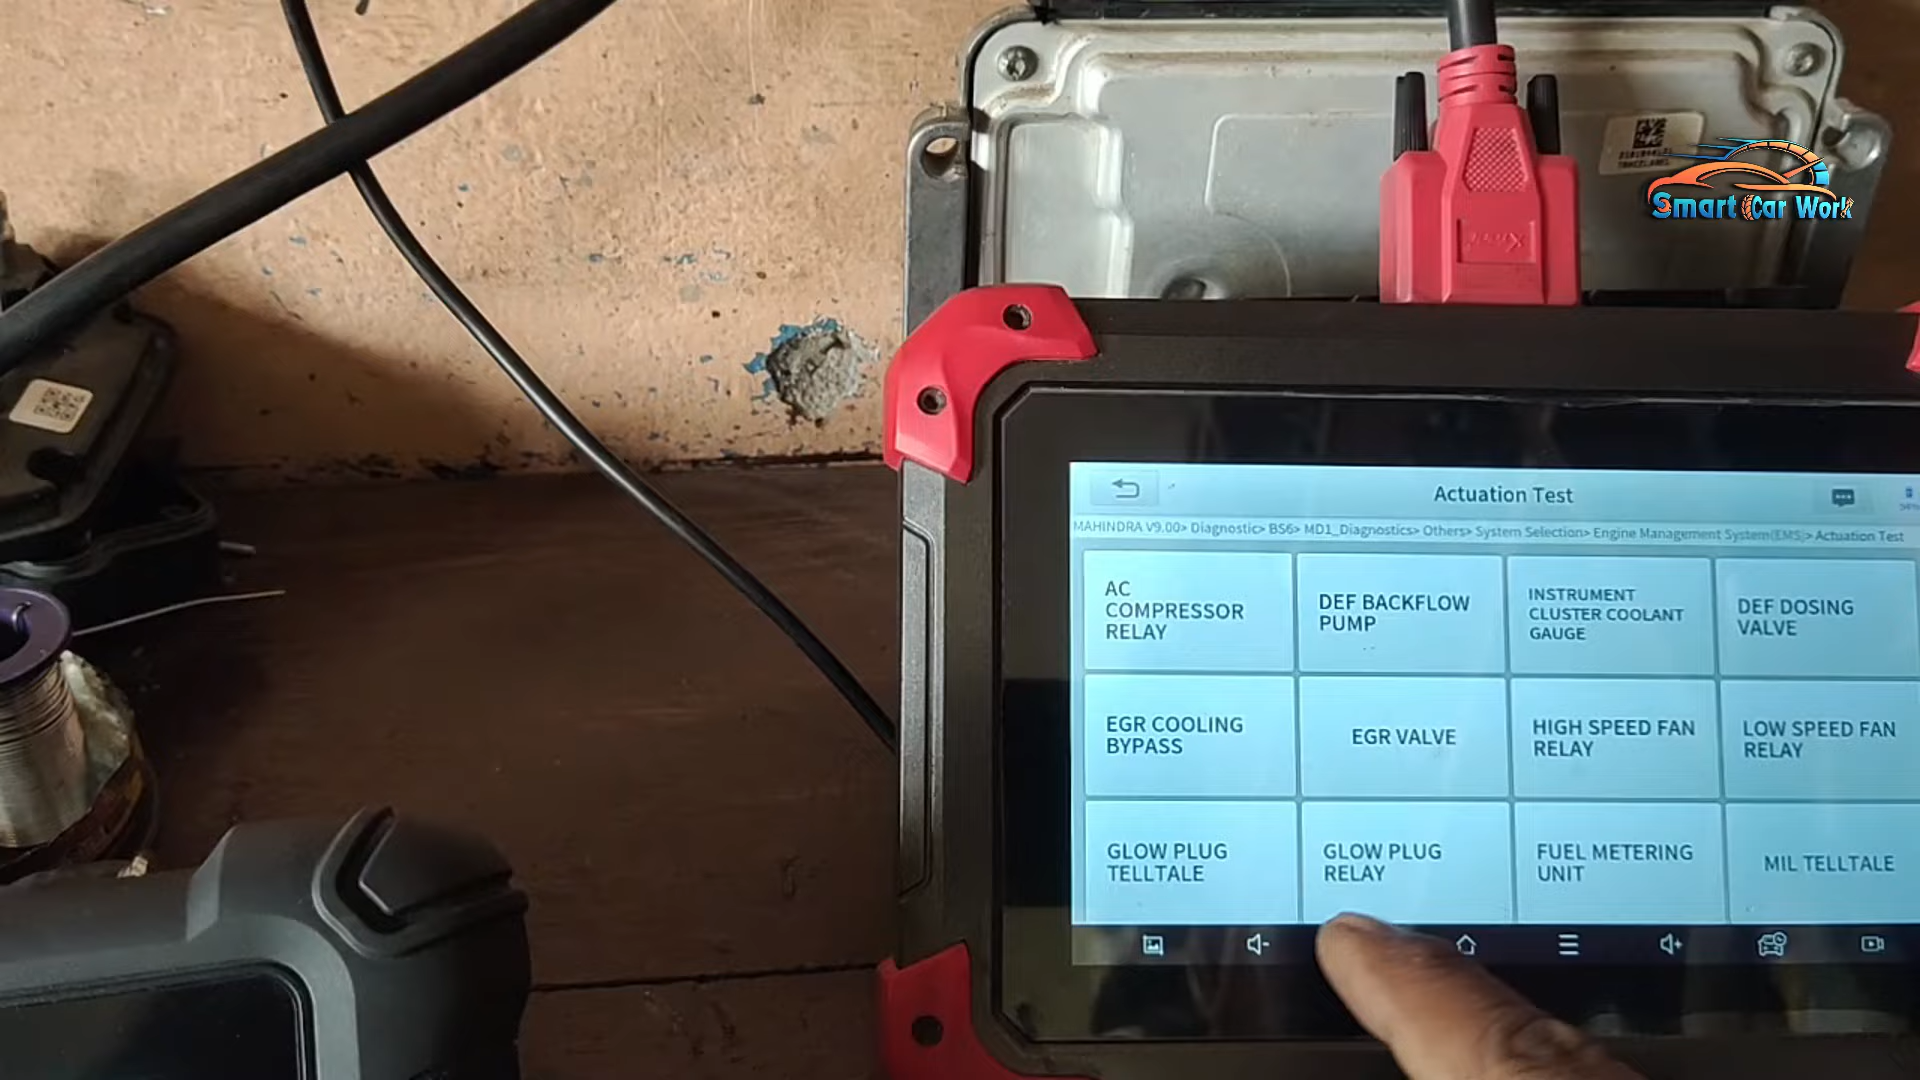 Smart Car Work
Actuation Test
MAHINDRA V9.00> Diagnostic> BS6> MD1_Diagnostics> Others> System Selection> Engine Management System(EMS)> Actuation Test
AC
COMPRESSOR
RELAY
DEF BACKFLOW
PUMP
INSTRUMENT
CLUSTER COOLANT
GAUGE
DEF DOSING
VALVE
EGR COOLING
BYPASS
EGR VALVE
HIGH SPEED FAN
RELAY
LOW SPEED FAN
RELAY
GLOW PLUG
TELLTALE
GLOW PLUG
RELAY
FUEL METERING
UNIT
MIL TELLTALE